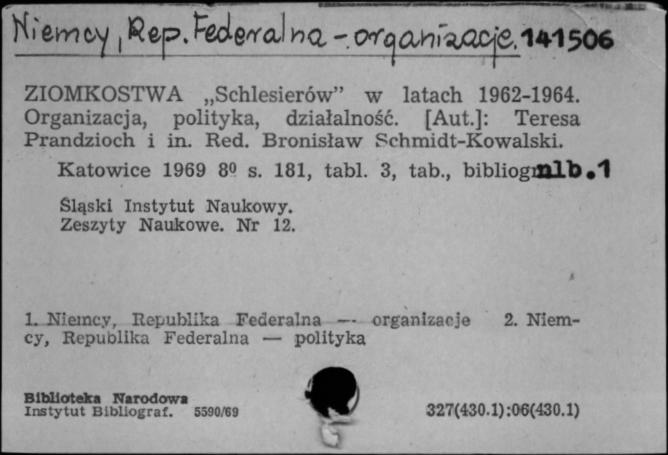 Niemcy, Rep. Federalna - organizacje. 141506
ZIOMKOSTWA „Schlesierów” w latach 1962-1964.
Organizacja, polityka, działalność. [Aut.]: Teresa
Prandzioch i in. Red. Bronisław Schmidt-Kowalski.
Katowice 1969 8º s. 181, tabl. 3, tab., bibliogr. nlb. 1
Śląski Instytut Naukowy.
Zeszyty Naukowe. Nr 12.
1. Niemcy, Republika Federalna — organizacje 2. Niem-
cy, Republika Federalna — polityka
Biblioteka Narodowa
Instytut Bibliograf. 5590/69 327(430.1):06(430.1)